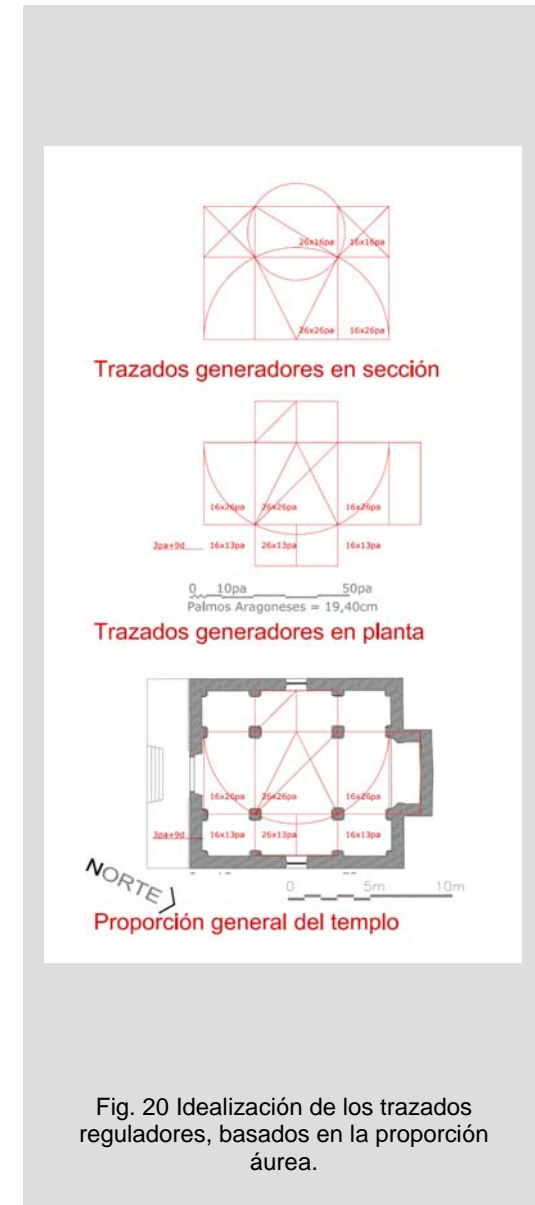 26x16pa 16x16pa
26x26pa 16x26pa
Trazados generadores en sección
16x26pa 26x26pa 16x26pa
3pa+9d 16x13pa 26x13pa 16x13pa
0 10pa 50pa
Palmos Aragoneses = 19,40cm
Trazados generadores en planta
16x26pa 26x26pa 16x26pa
3pa+9d 16x13pa 26x13pa 16x13pa
NORTE
0 5m 10m
Proporción general del templo
Fig. 20 Idealización de los trazados
reguladores, basados en la proporción
áurea.